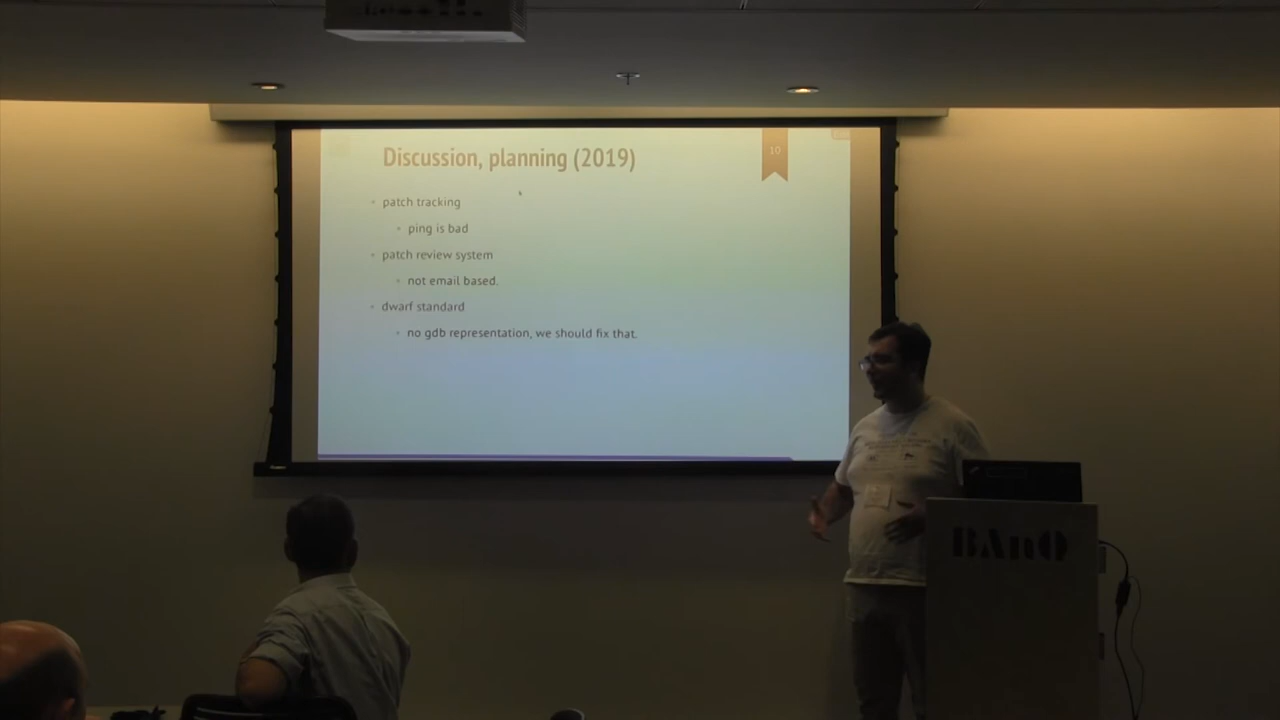 Discussion, planning (2019)
10
patch tracking
ping is bad
patch review system
not email based.
dwarf standard
no gdb representation, we should fix that.
BAnQ